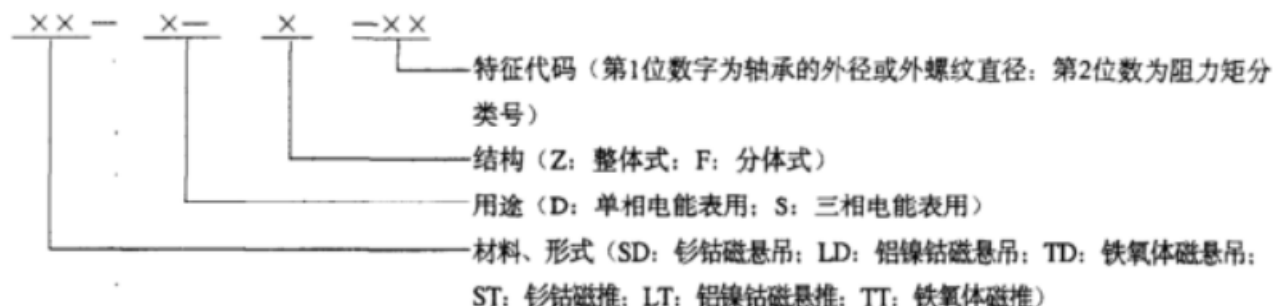 ×× — ×— × —××
特征代码（第1位数字为轴承的外径或外螺纹直径；第2位数为阻力矩分
类号）
结构（Z：整体式；F：分体式）
用途（D：单相电能表用；S：三相电能表用）
材料、形式（SD：钐钴磁悬吊；LD：铝镍钴磁悬吊；TD：铁氧体磁悬吊；
ST：钐钴磁推；LT：铝镍钴磁悬推；TT：铁氧体磁推）